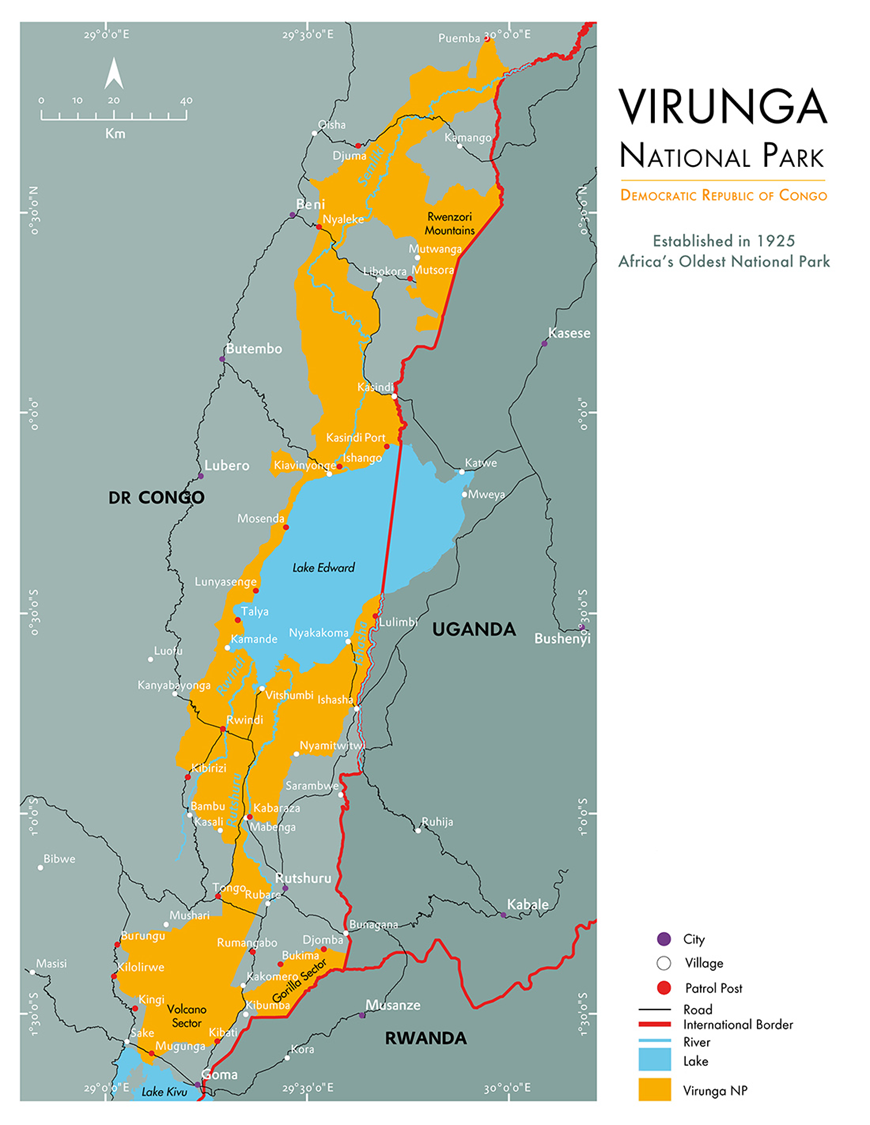 29°0'0"E
29°30'0"E
30°0'0"E
Puemba
0 10 20 40
Km
VIRUNGA
NATIONAL PARK
DEMOCRATIC REPUBLIC OF CONGO
Established in 1925
Africa's Oldest National Park
Oisha
Djuma
Kamango
Semliki
0°30'0"N
0°30'0"N
Beni
Nyaleke
Rwenzori
Mountains
Mutwanga
Libokora
Mutsora
Kasese
Butembo
Kasindi
0°0'0"
0°0'0"
Kasindi Port
Ishango
Kiavinyonge
Katwe
Lubero
Mweya
DR CONGO
Mosenda
Lake Edward
Lunyasenge
Talya
Lulimbi
0°30'0"S
0°30'0"S
UGANDA
Nyakakoma
Kamande
Bushenyi
Luofu
Ishasha
Rwindi
Kanyabayonga
Vitshumbi
Ishasha
Rwindi
Nyamitwitwi
Kibirizi
Sarambwe
Rutshuru
Bambu
Kabaraza
Kasali
Mabenga
1°0'0"S
1°0'0"S
Ruhija
Bibwe
Rutshuru
Tongo
Rubare
Kabale
Mushari
Bunagana
Burungu
Rumangabo
Djomba
Bukima
Masisi
Kilolirwe
Kakomero
Gorilla Sector
Kingi
Volcano
Sector
Kibumba
Musanze
1°30'0"S
1°30'0"S
Sake
Kibati
RWANDA
Mugunga
Kora
Goma
Lake Kivu
29°0'0"E
29°30'0"E
30°0'0"E
City
Village
Patrol Post
Road
International Border
River
Lake
Virunga NP